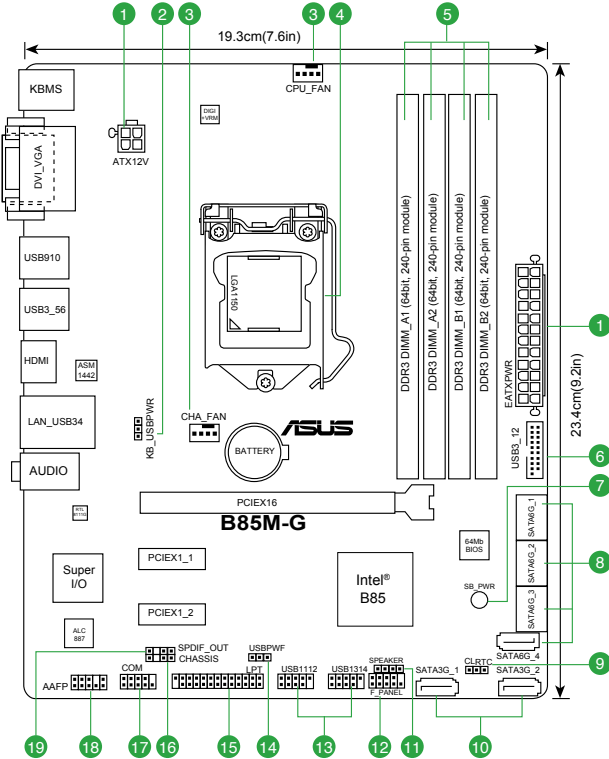 1
2
3
3
4
5
19.3cm(7.6in)
KBMS
CPU_FAN
DIGI
+VRM
ATX12V
DVI_VGA
DDR3 DIMM_A1 (64bit, 240-pin module)
DDR3 DIMM_A2 (64bit, 240-pin module)
DDR3 DIMM_B1 (64bit, 240-pin module)
DDR3 DIMM_B2 (64bit, 240-pin module)
USB910
LGA1150
EATXPWR
1
USB3_56
HDMI
ASM
1442
23.4cm(9.2in)
LAN_USB34
KB_USBPWR
CHA_FAN
ASUS
BATTERY
USB3_12
6
AUDIO
7
PCIEX16
B85M-G
RTL
8111G
SATA6G_1
64Mb
BIOS
SATA6G_2
8
PCIEX1_1
Super
I/O
Intel®
B85
SB_PWR
SATA6G_3
PCIEX1_2
ALC
887
SPDIF_OUT
CHASSIS
USBPWF
SATA6G_4
9
CLRTC
SPEAKER
COM
LPT
USB1112
USB1314
SATA3G_1
SATA3G_2
AAFP
F_PANEL
19
18
17
16
15
14
13
12
11
10